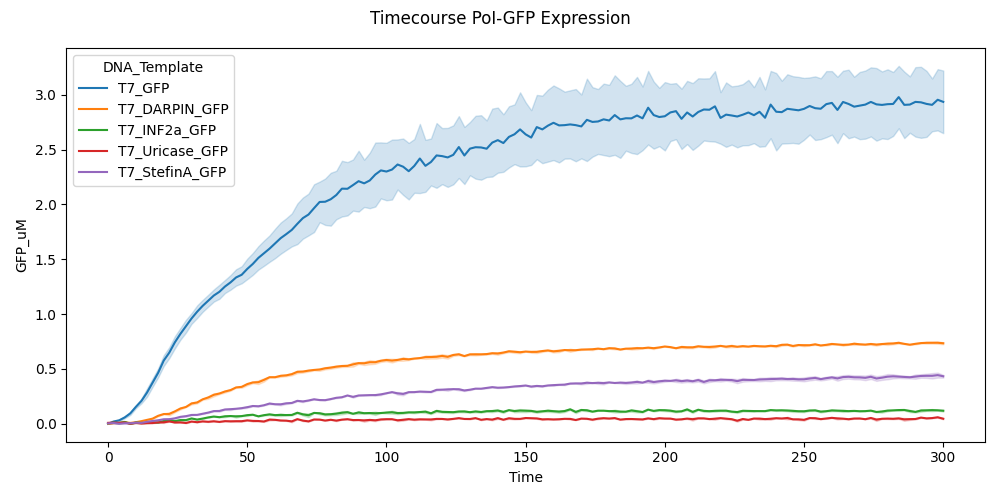 Timecourse Pol-GFP Expression
DNA_Template
T7_GFP
T7_DARPIN_GFP
T7_INF2a_GFP
T7_Uricase_GFP
T7_StefinA_GFP
GFP_uM
3.0
2.5
2.0
1.5
1.0
0.5
0.0
0 50 100 150 200 250 300
Time